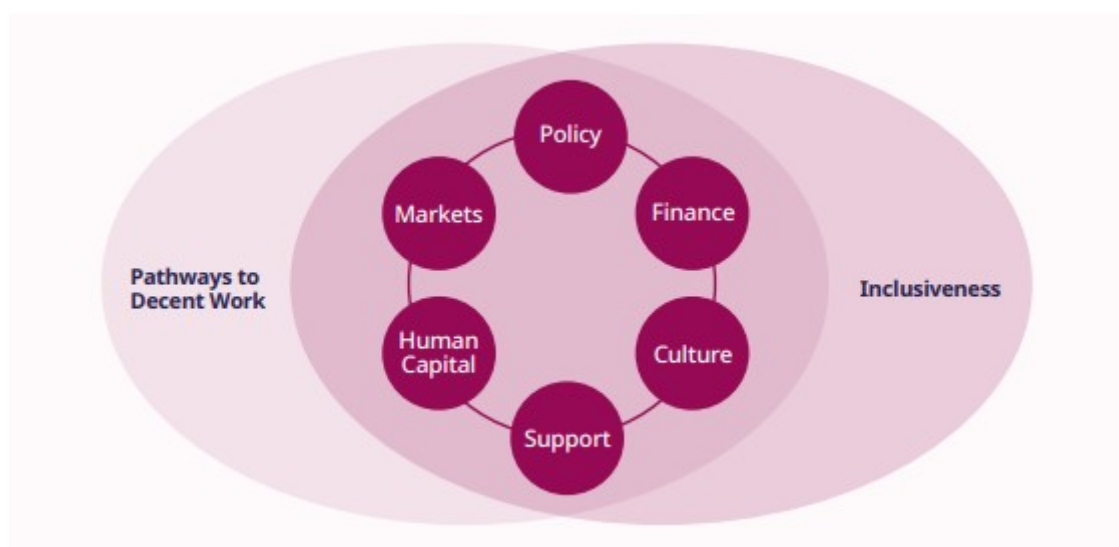 Policy
Markets
Finance
Pathways to
Decent Work
Inclusiveness
Human
Capital
Culture
Support